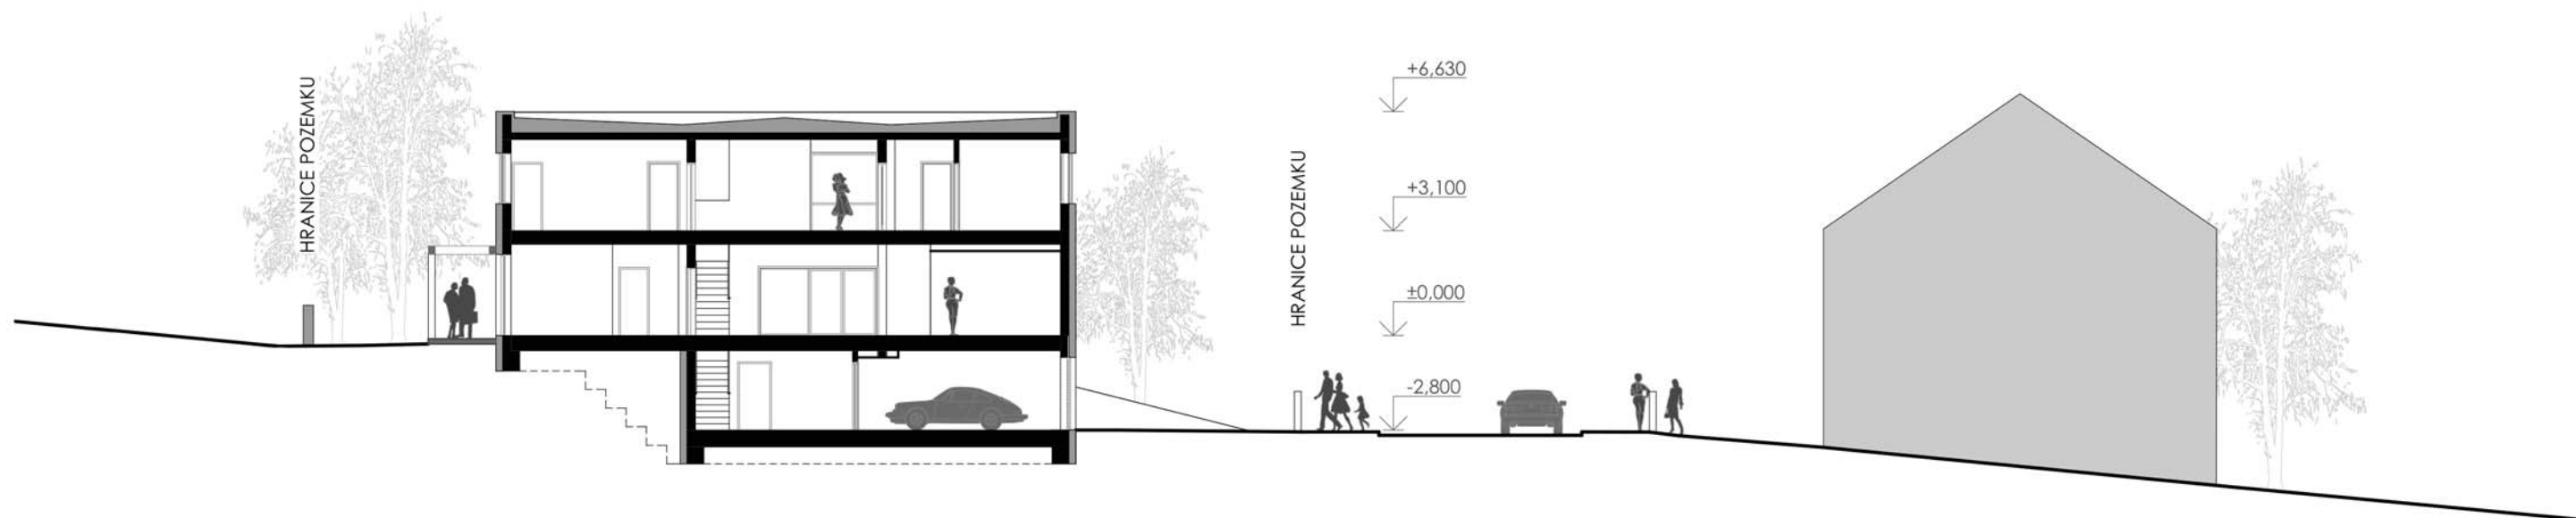 HRANICE POZEMKU
+6,630
+3,100
±0,000
-2,800
HRANICE POZEMKU